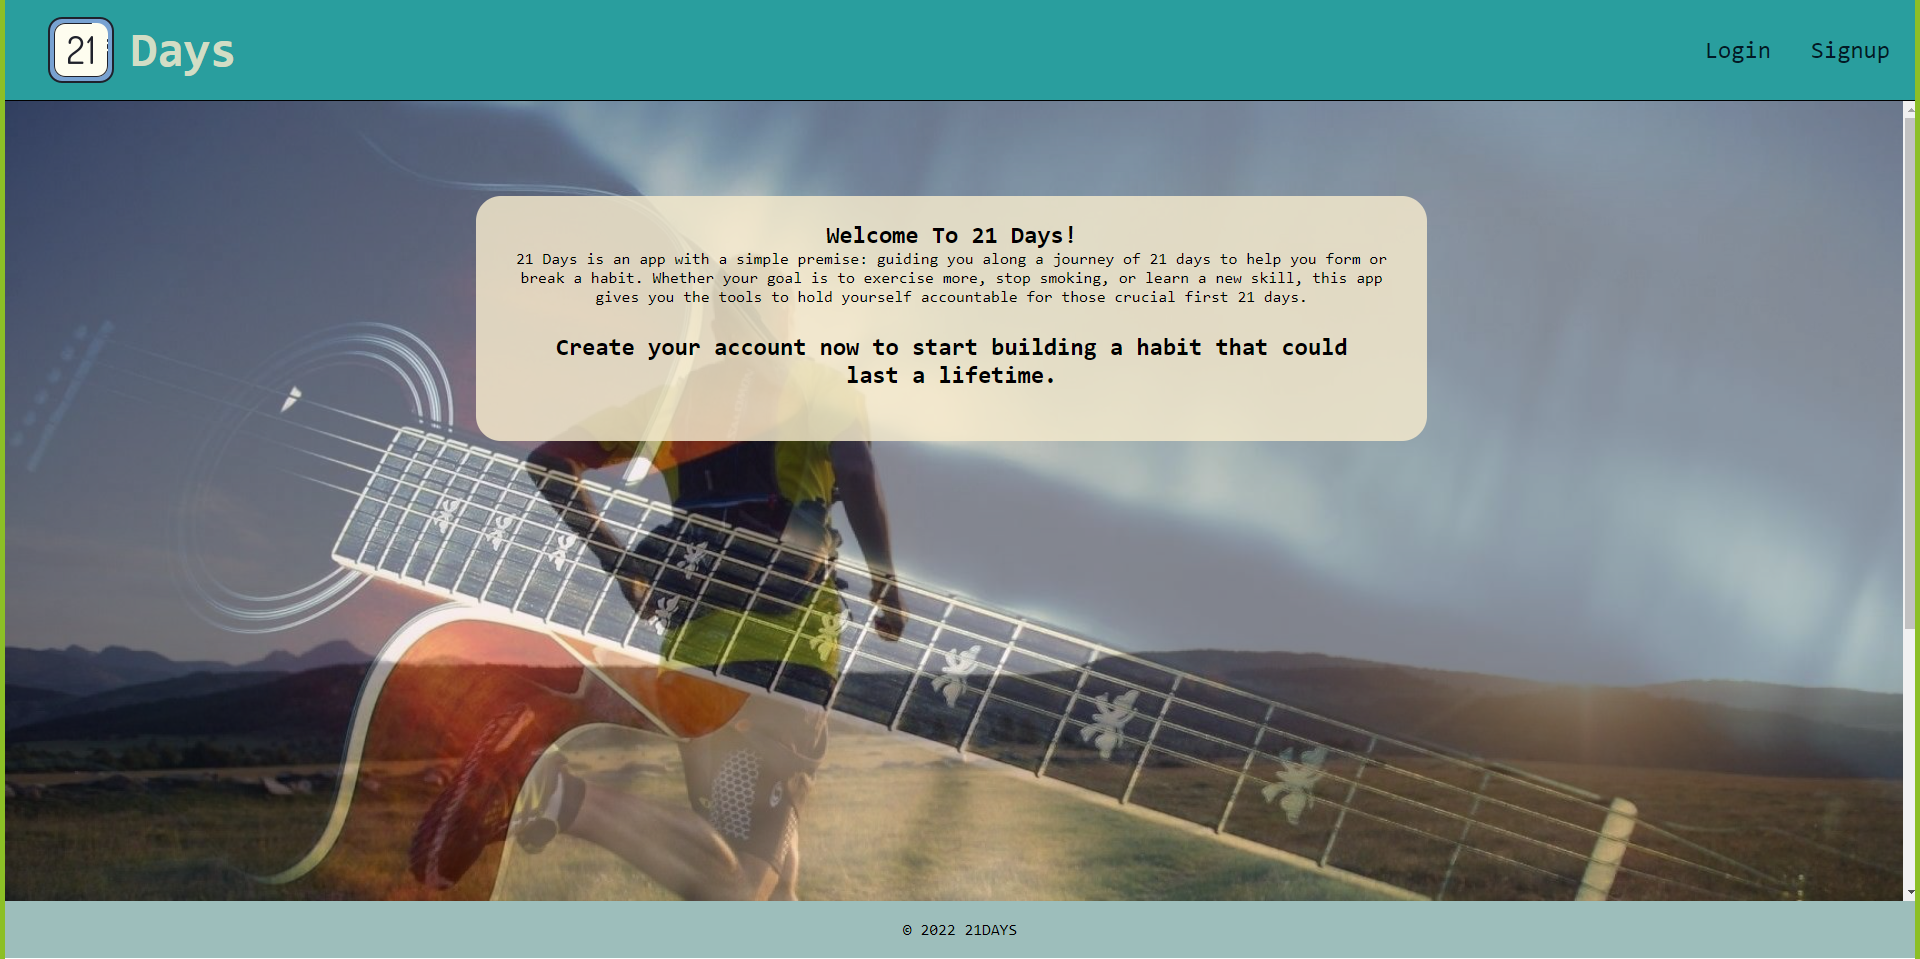 21 Days
Login Signup
Welcome To 21 Days!
21 Days is an app with a simple premise: guiding you along a journey of 21 days to help you form or
break a habit. Whether your goal is to exercise more, stop smoking, or learn a new skill, this app
gives you the tools to hold yourself accountable for those crucial first 21 days.
Create your account now to start building a habit that could
last a lifetime.
© 2022 21DAYS